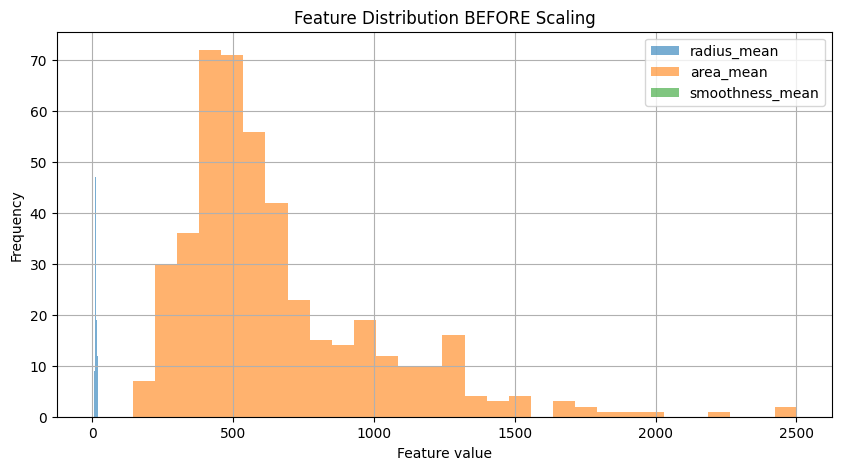 Feature Distribution BEFORE Scaling
radius_mean
area_mean
smoothness_mean
Frequency
70
60
50
40
30
20
10
0
0 500 1000 1500 2000 2500
Feature value